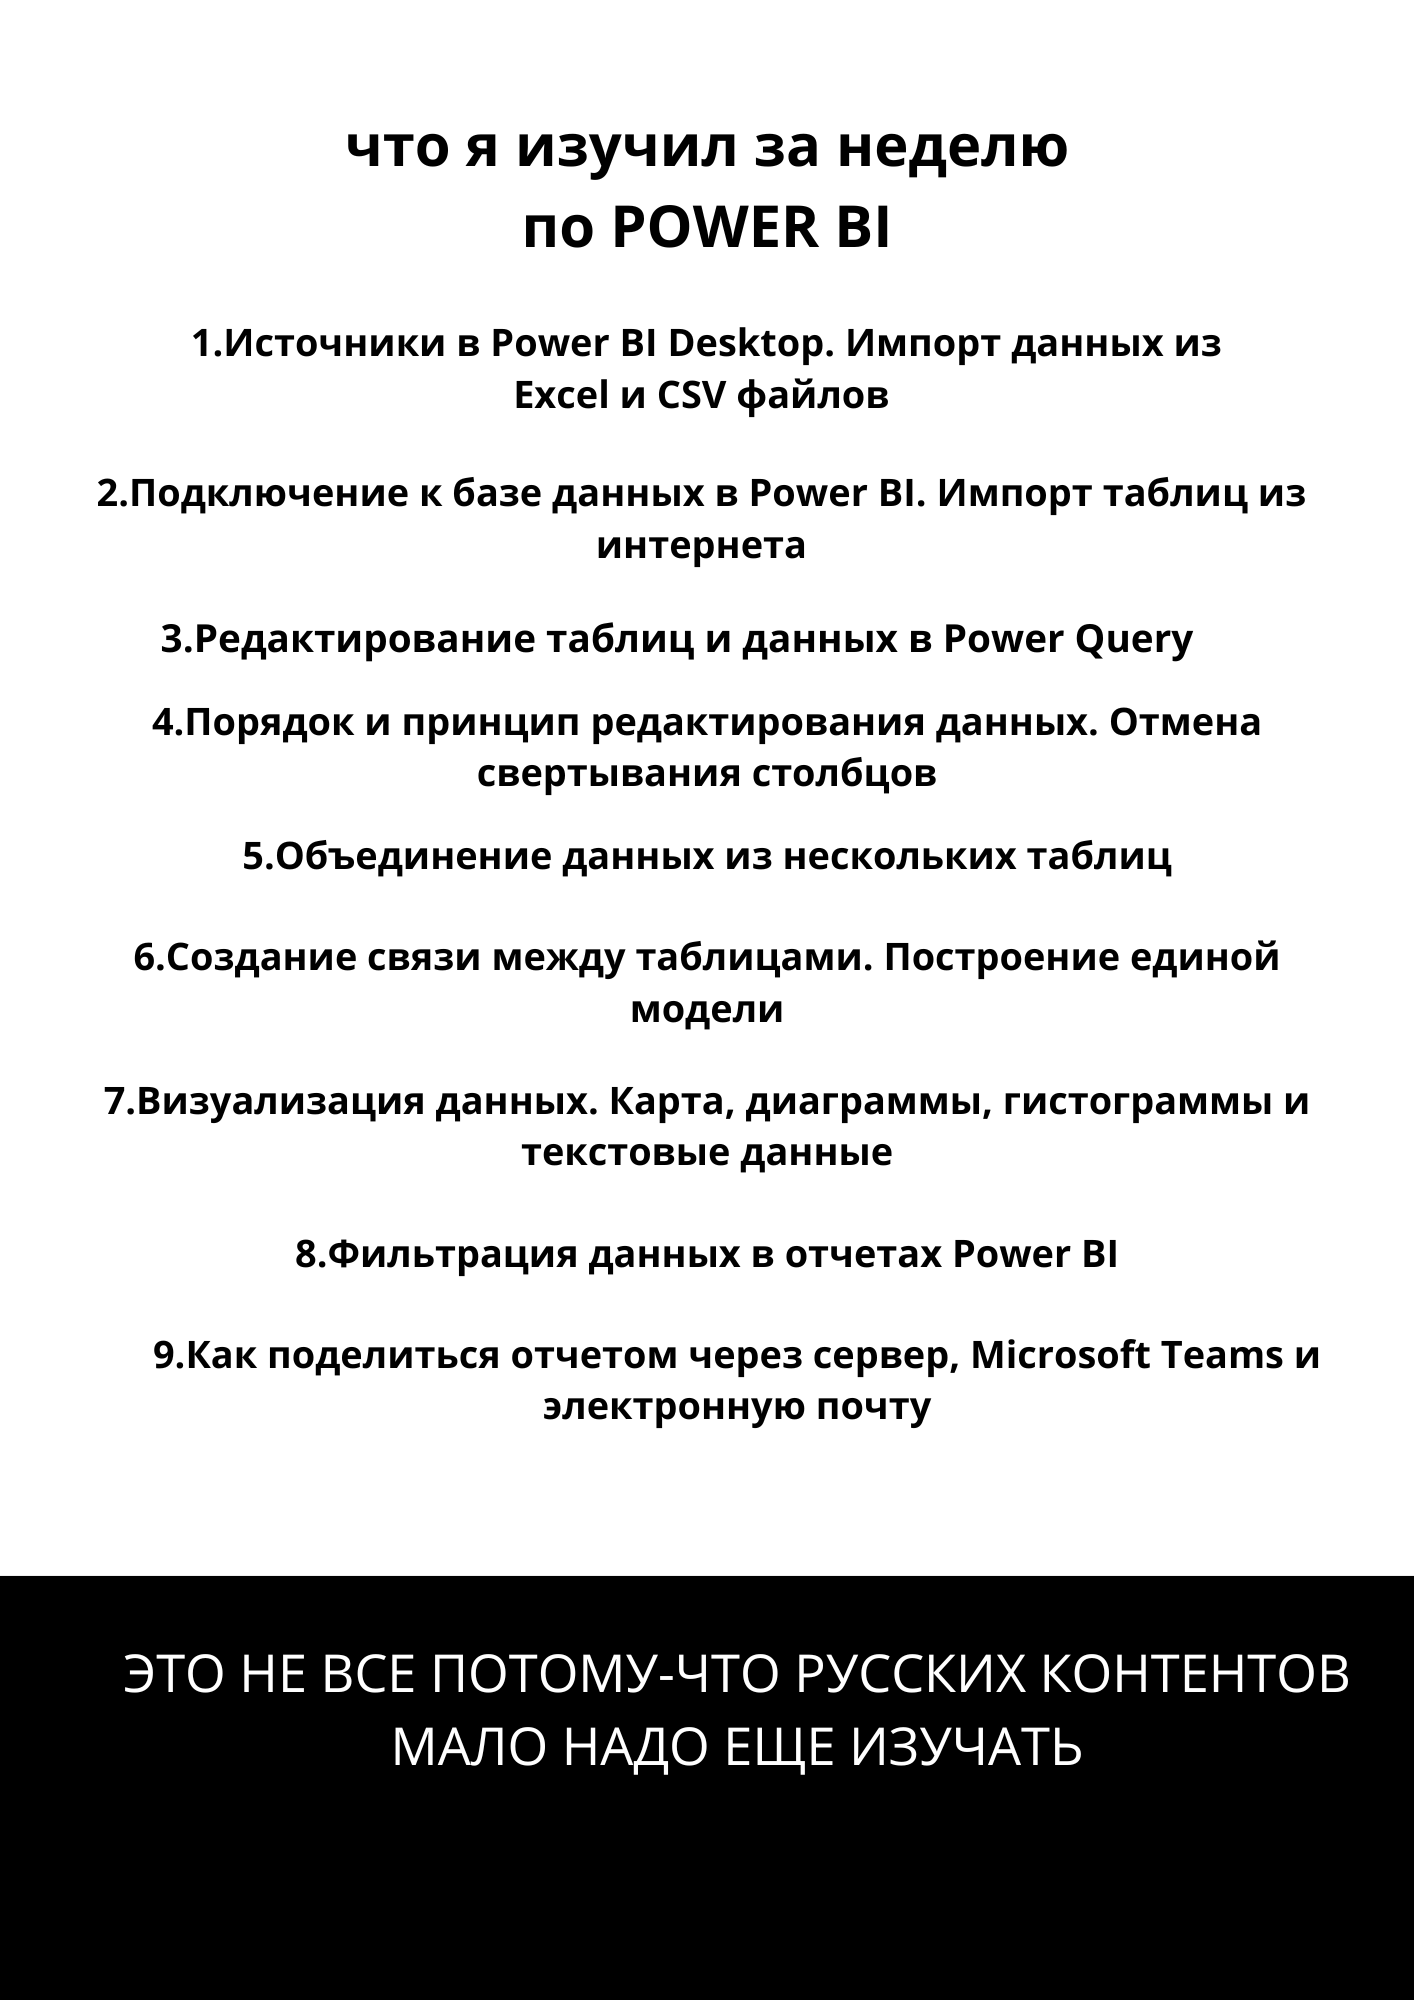 что я изучил за неделю
по POWER BI
1.Источники в Power BI Desktop. Импорт данных из
Excel и CSV файлов
2.Подключение к базе данных в Power BI. Импорт таблиц из
интернета
3.Редактирование таблиц и данных в Power Query
4.Порядок и принцип редактирования данных. Отмена
свертывания столбцов
5.Объединение данных из нескольких таблиц
6.Создание связи между таблицами. Построение единой
модели
7.Визуализация данных. Карта, диаграммы, гистограммы и
текстовые данные
8.Фильтрация данных в отчетах Power BI
9.Как поделиться отчетом через сервер, Microsoft Teams и
электронную почту
ЭТО НЕ ВСЕ ПОТОМУ-ЧТО РУССКИХ КОНТЕНТОВ
МАЛО НАДО ЕЩЕ ИЗУЧАТЬ